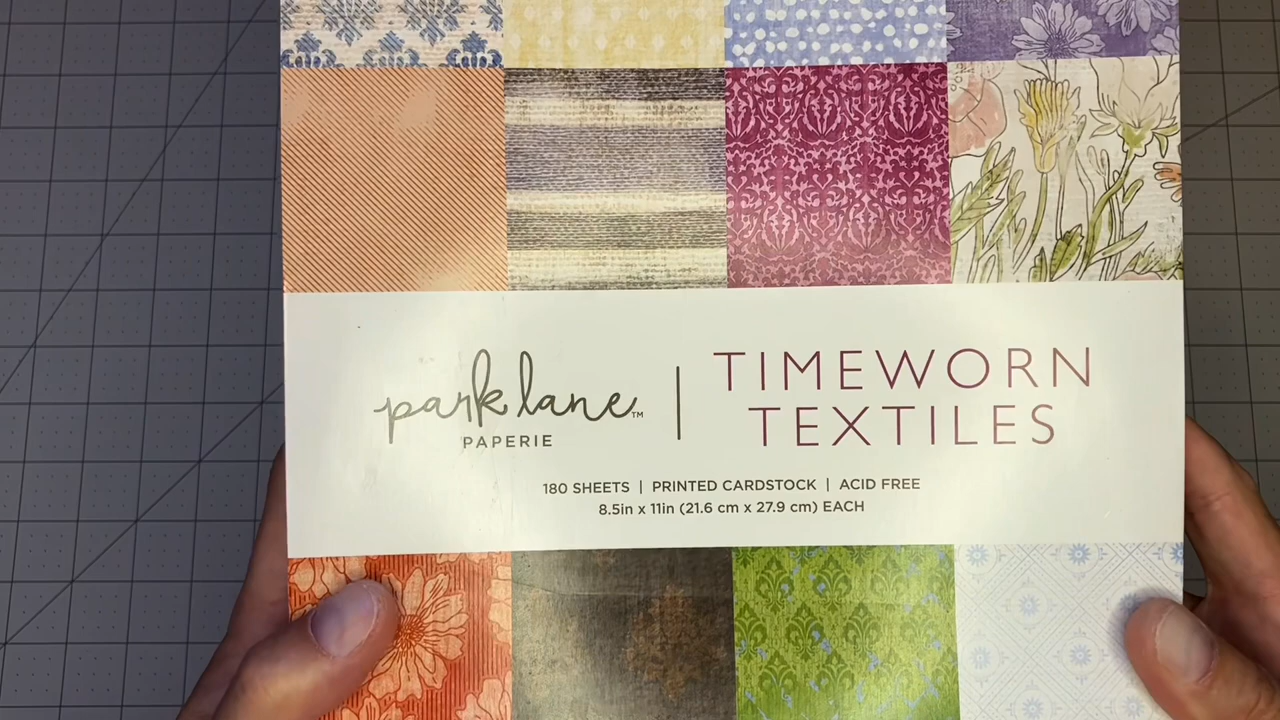 park lane™
PAPERIE
TIMEWORN
TEXTILES
180 SHEETS | PRINTED CARDSTOCK | ACID FREE
8.5in x 11in (21.6 cm x 27.9 cm) EACH